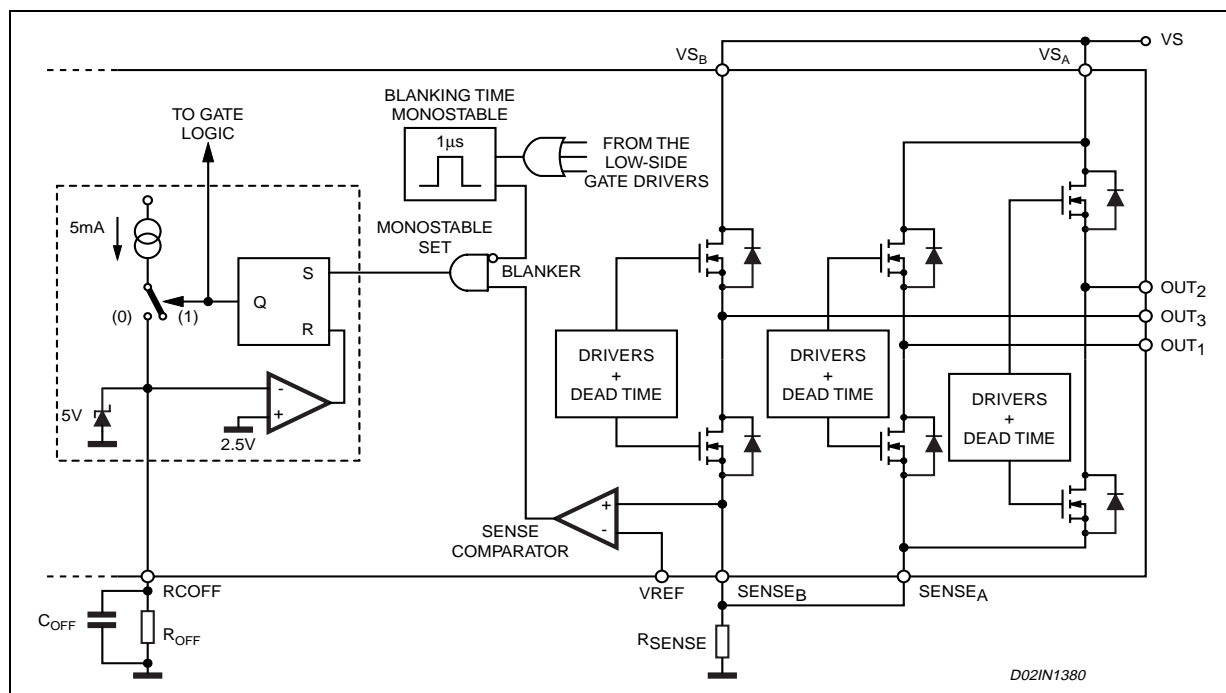 VS
VSB
VSA
BLANKING TIME
MONOSTABLE
TO GATE
LOGIC
1μs
FROM THE
LOW-SIDE
GATE DRIVERS
5mA
MONOSTABLE
SET
BLANKER
S
Q
R
(0)
(1)
OUT2
OUT3
OUT1
DRIVERS
+
DEAD TIME
DRIVERS
+
DEAD TIME
DRIVERS
+
DEAD TIME
5V
-
+
2.5V
+
-
SENSE
COMPARATOR
RCOFF
VREF
SENSEB
SENSEA
COFF
ROFF
RSENSE
D02IN1380